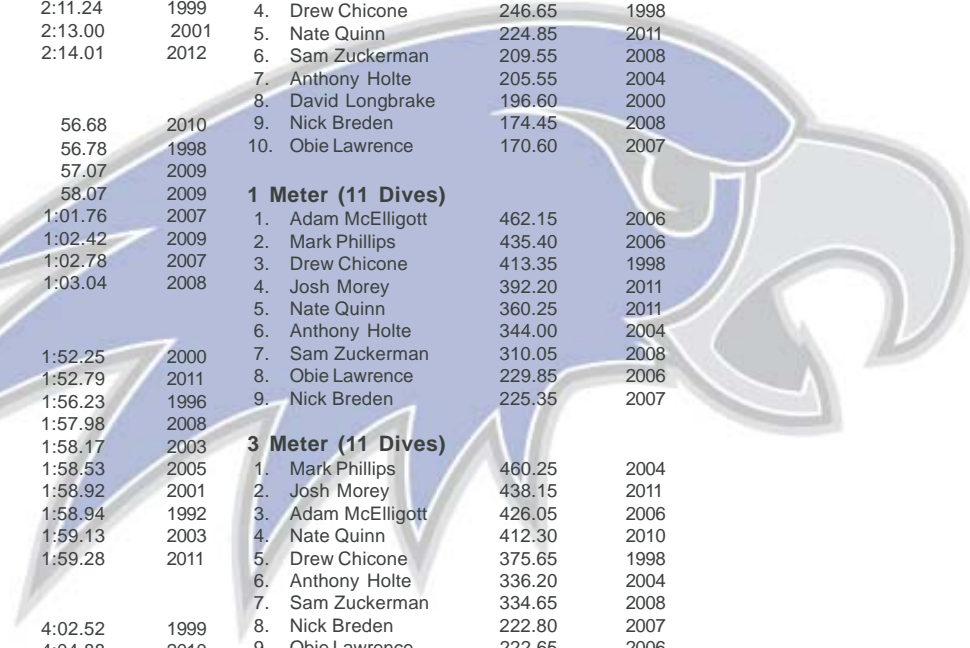 2:11.24 1999
2:13.00 2001
2:14.01 2012
56.68 2010
56.78 1998
57.07 2009
58.07 2009
1:01.76 2007
1:02.42 2009
1:02.78 2007
1:03.04 2008
1:52.25 2000
1:52.79 2011
1:56.23 1996
1:57.98 2008
1:58.17 2003
1:58.53 2005
1:58.92 2001
1:58.94 1992
1:59.13 2003
1:59.28 2011
4:02.52 1999
4. Drew Chicone 246.65 1998
5. Nate Quinn 224.85 2011
6. Sam Zuckerman 209.55 2008
7. Anthony Holte 205.55 2004
8. David Longbrake 196.60 2000
9. Nick Breden 174.45 2008
10. Obie Lawrence 170.60 2007
1 Meter (11 Dives)
1. Adam McElligott 462.15 2006
2. Mark Phillips 435.40 2006
3. Drew Chicone 413.35 1998
4. Josh Morey 392.20 2011
5. Nate Quinn 360.25 2011
6. Anthony Holte 344.00 2004
7. Sam Zuckerman 310.05 2008
8. Obie Lawrence 229.85 2006
9. Nick Breden 225.35 2007
3 Meter (11 Dives)
1. Mark Phillips 460.25 2004
2. Josh Morey 438.15 2011
3. Adam McElligott 426.05 2006
4. Nate Quinn 412.30 2010
5. Drew Chicone 375.65 1998
6. Anthony Holte 336.20 2004
7. Sam Zuckerman 334.65 2008
8. Nick Breden 222.80 2007
9. Obie Lawrence 222.65 2006